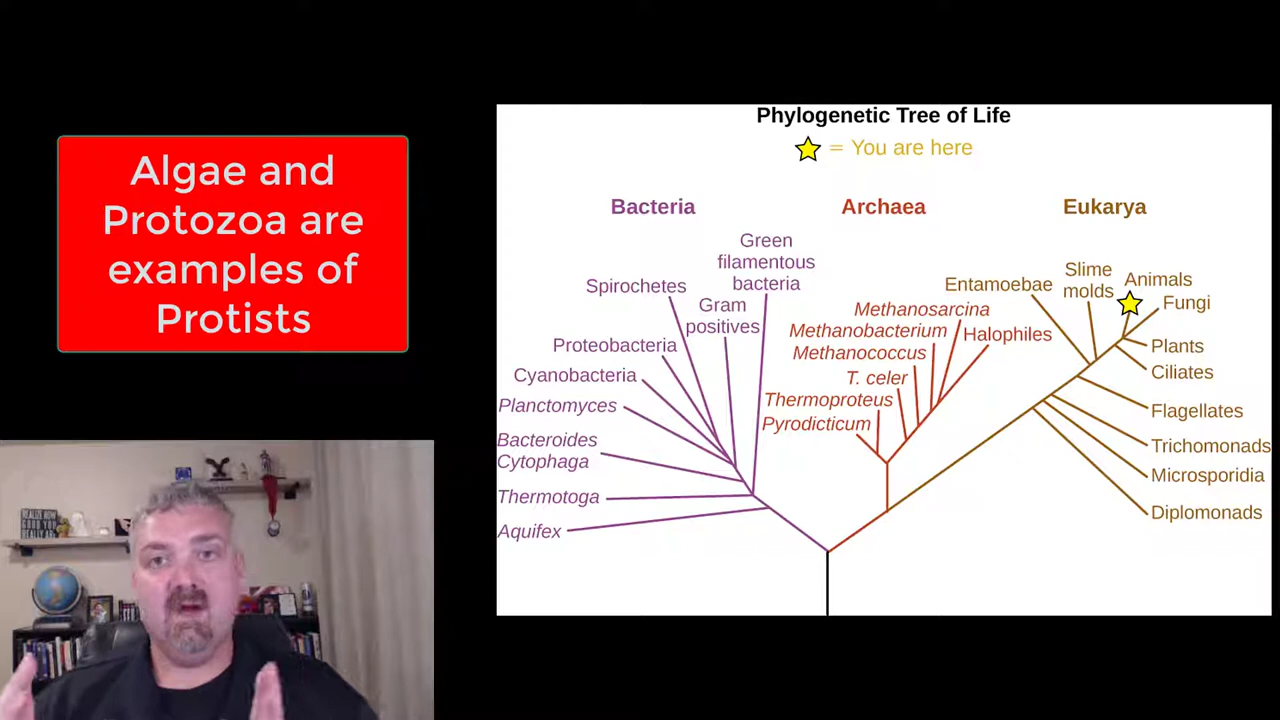 Algae and
Protozoa are
examples of
Protists
Phylogenetic Tree of Life
= You are here
Bacteria
Archaea
Eukarya
Green
filamentous
bacteria
Spirochetes
Gram
positives
Proteobacteria
Cyanobacteria
Planctomyces
Bacteroides
Cytophaga
Thermotoga
Aquifex
Methanosarcina
Methanobacterium
Halophiles
Methanococcus
T. celer
Thermoproteus
Pyrodicticum
Entamoebae
Slime
molds
Animals
Fungi
Plants
Ciliates
Flagellates
Trichomonads
Microsporidia
Diplomonads